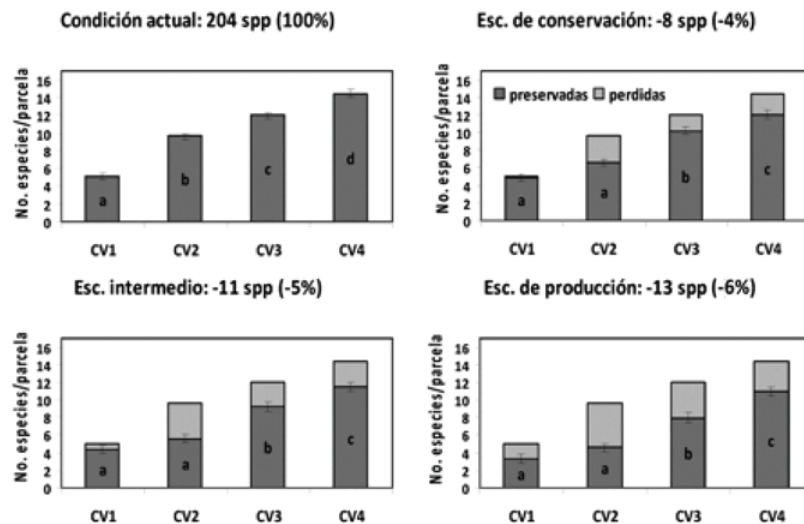 Condición actual: 204 spp (100%)
No. especies/parcela
16
14
12
10
8
6
4
2
0
a
b
c
d
CV1 CV2 CV3 CV4
Esc. de conservación: -8 spp (-4%)
No. especies/parcela
16
14
12
10
8
6
4
2
0
preservadas perdidas
a
a
b
c
CV1 CV2 CV3 CV4
Esc. intermedio: -11 spp (-5%)
No. especies/parcela
16
14
12
10
8
6
4
2
0
a
a
b
c
CV1 CV2 CV3 CV4
Esc. de producción: -13 spp (-6%)
No. especies/parcela
16
14
12
10
8
6
4
2
0
a
a
b
c
CV1 CV2 CV3 CV4